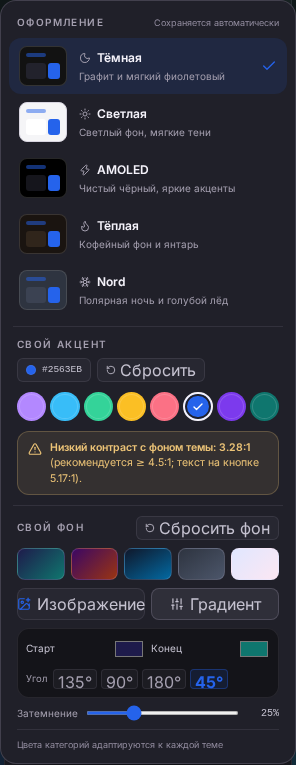 ОФОРМЛЕНИЕ Сохраняется автоматически
Тёмная
Графит и мягкий фиолетовый
Светлая
Светлый фон, мягкие тени
AMOLED
Чистый чёрный, яркие акценты
Тёплая
Кофейный фон и янтарь
Nord
Полярная ночь и голубой лёд
СВОЙ АКЦЕНТ
#2563EB Сбросить
Низкий контраст с фоном темы: 3.28:1
(рекомендуется ≥ 4.5:1; текст на кнопке
5.17:1).
СВОЙ ФОН Сбросить фон
Изображение Градиент
Старт Конец
Угол 135° 90° 180° 45°
Затемнение 25%
Цвета категорий адаптируются к каждой теме